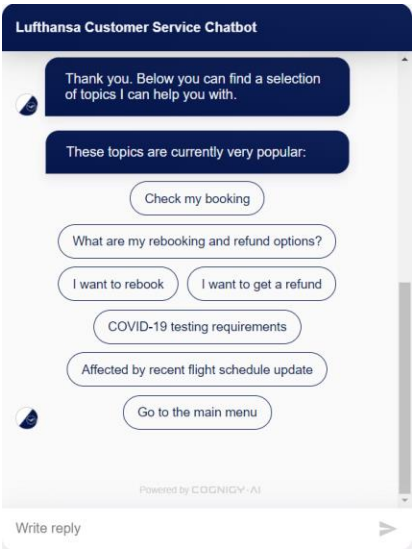 Lufthansa Customer Service Chatbot
Thank you. Below you can find a selection
of topics I can help you with.
These topics are currently very popular:
Check my booking
What are my rebooking and refund options?
I want to rebook
I want to get a refund
COVID-19 testing requirements
Affected by recent flight schedule update
Go to the main menu
Powered by COGNIGY·AI
Write reply